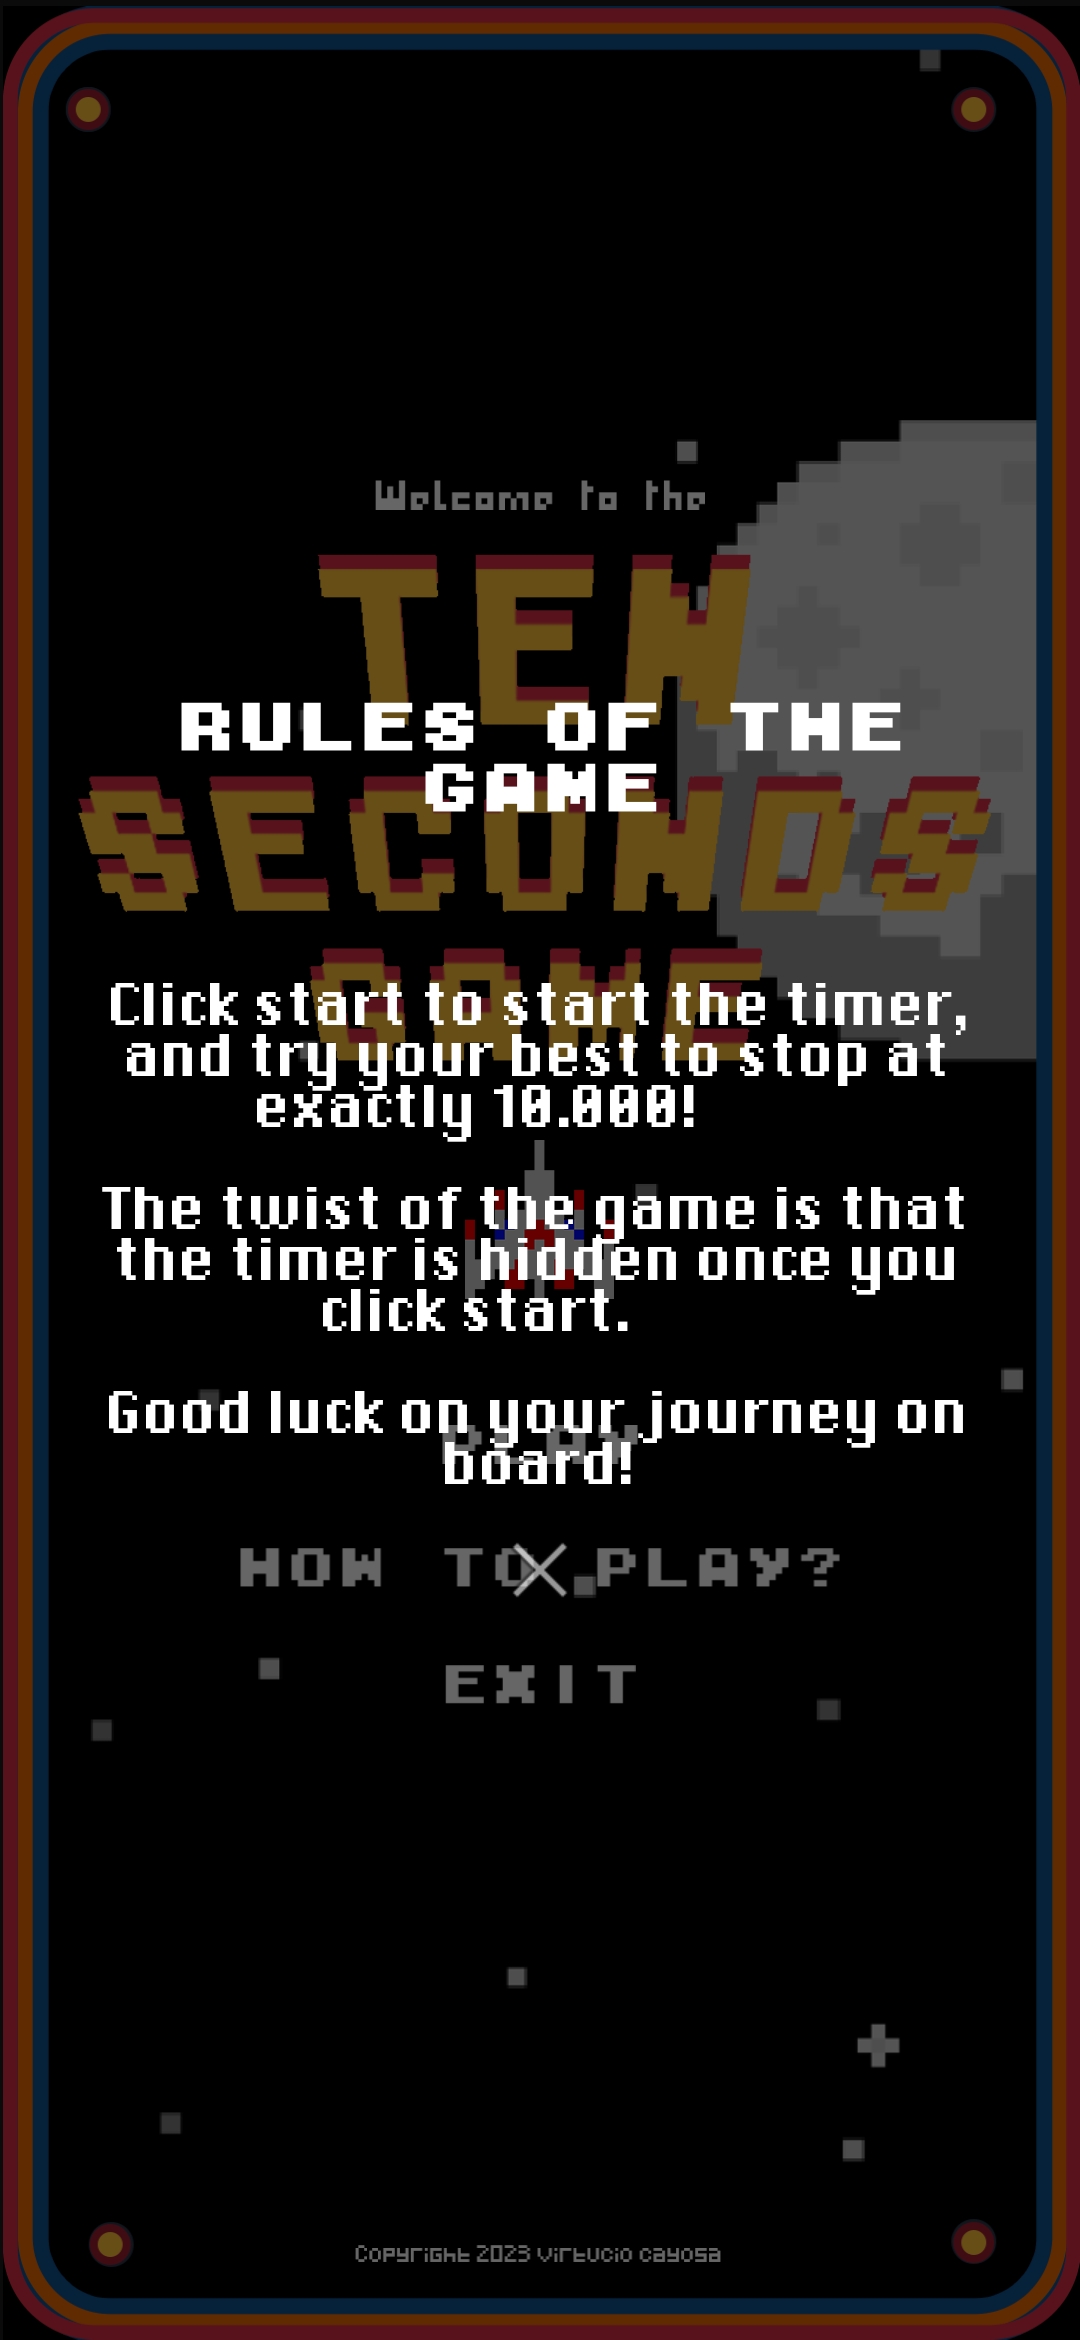 Welcome to the
TEN
RULES OF THE
GAME
SECONDS
GAME
Click start to start the timer,
and try your best to stop at
exactly 10.000!
The twist of the game is that
the timer is hidden once you
click start.
Good luck on your journey on
board!
PLAY
HOW TO PLAY?
EXIT
Copyright 2023 Virtucio Cayosa